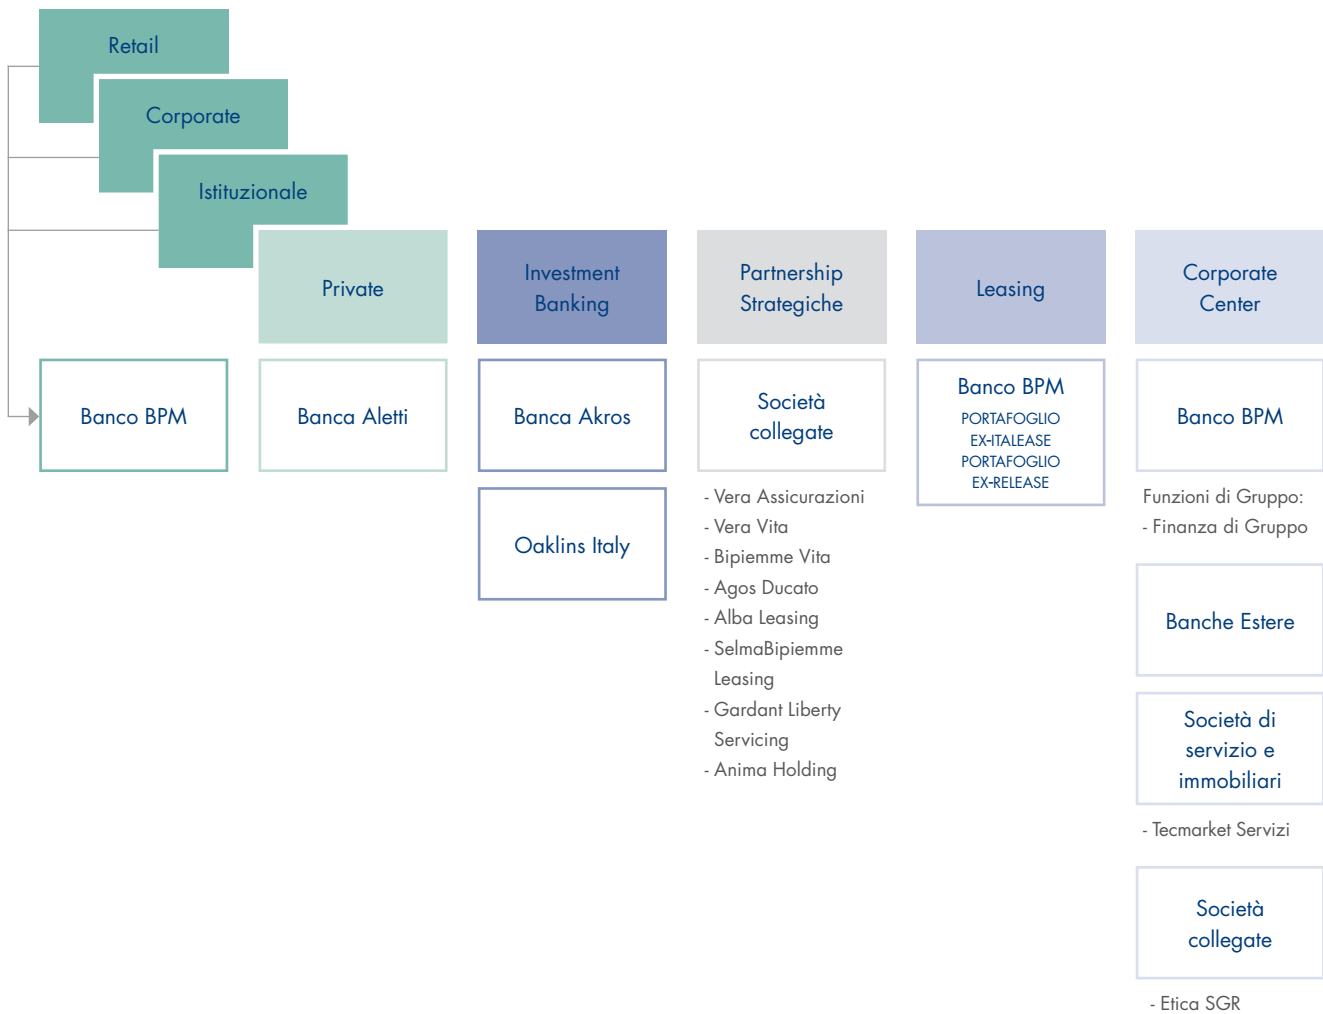 Retail
Corporate
Istituzionale
Private
Investment
Banking
Partnership
Strategiche
Leasing
Corporate
Center
Banco BPM
Banca Aletti
Banca Akros
Oaklins Italy
Società
collegate
- Vera Assicurazioni
- Vera Vita
- Bipiemme Vita
- Agos Ducato
- Alba Leasing
- SelmaBipiemme
Leasing
- Gardant Liberty
Servicing
- Anima Holding
Banco BPM
PORTAFOGLIO
EX-ITALEASE
PORTAFOGLIO
EX-RELEASE
Banco BPM
Funzioni di Gruppo:
- Finanza di Gruppo
Banche Estere
Società di
servizio e
immobiliari
- Tecmarket Servizi
Società
collegate
- Etica SGR